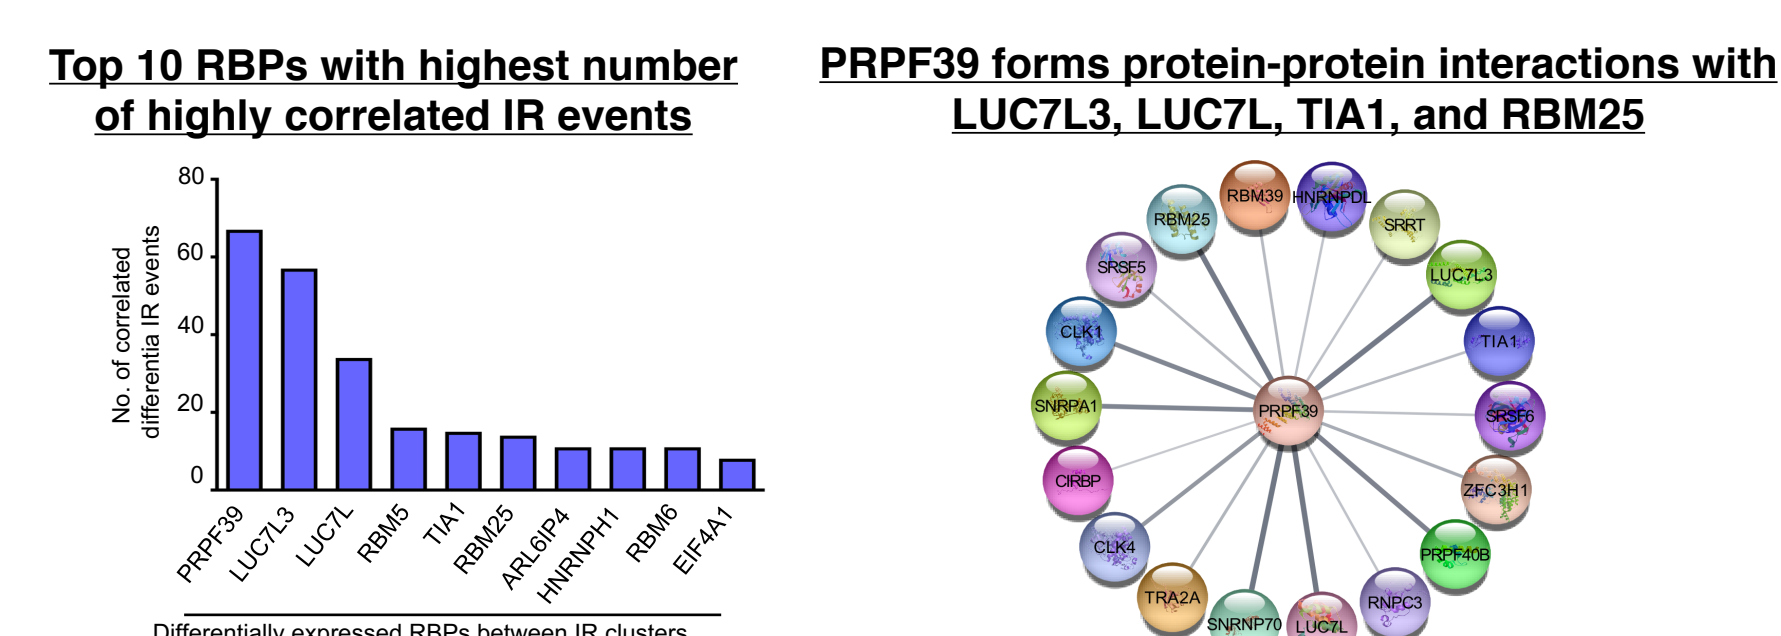 Top 10 RBPs with highest number
of highly correlated IR events
80
60
40
20
0
No. of correlated
differentia IR events
PRPF39
LUC7L3
LUC7L
RBM5
TIA1
RBM25
ARL6IP4
HNRNPH1
RBM6
EIF4A1
Differentially expressed RBPs between IR clusters
PRPF39 forms protein-protein interactions with
LUC7L3, LUC7L, TIA1, and RBM25
RBM39
HNRNPDL
RBM25
SRRT
SRSF5
LUC7L3
CLK1
TIA1
SNRPA1
PRPF39
SRSF6
CIRBP
ZFC3H1
CLK4
PRPF40B
TRA2A
RNPC3
SNRNP70
LUC7L